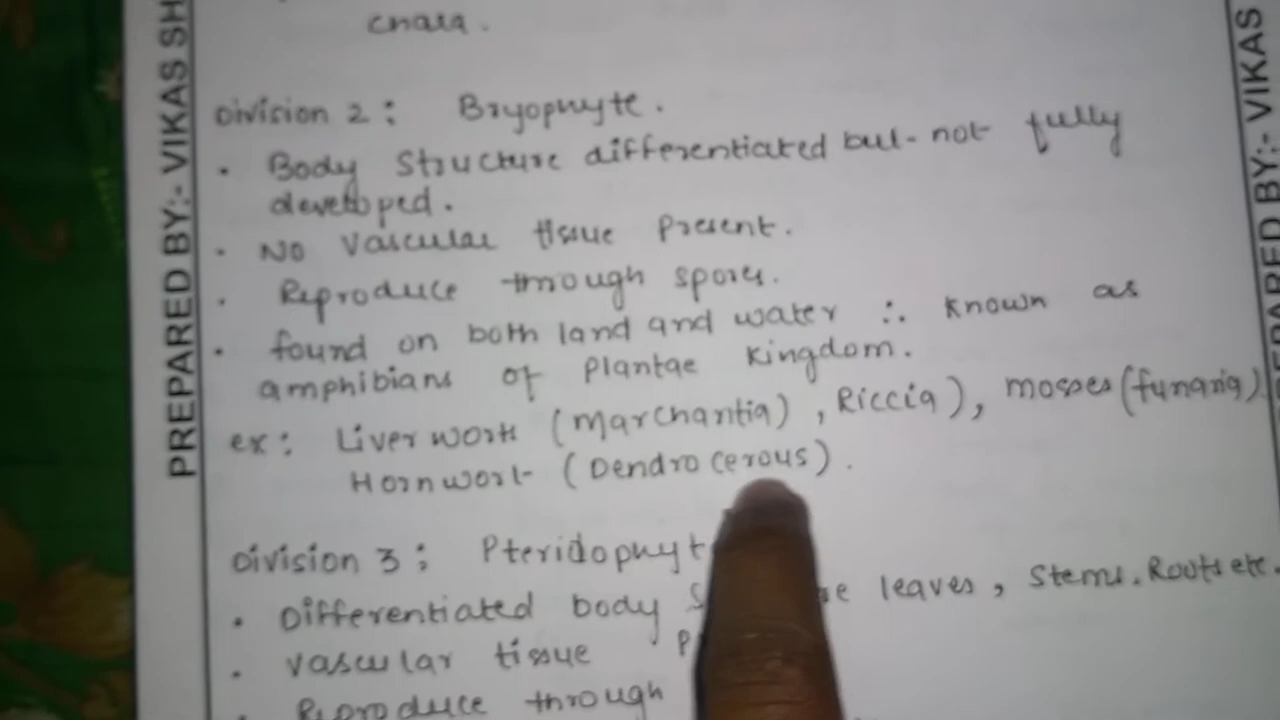 chara.
Division 2: Bryophyte.
• Body Structure differentiated but not fully
developed.
• No Vascular tissue Present.
• Reproduce through spores.
• found on both land and water ∴ known as
amphibians of Plantae kingdom.
ex: Liver work (Marchantia), Riccia), mosses (funaria)
Hornwort (Dendro cerous).
Division 3: Pteridophyt
• Differentiated body leaves, Stems. Roots etc.
• Vascular tissue
• Reproduce through
PREPARED BY:- VIKAS SH
PREPARED BY:- VIKAS